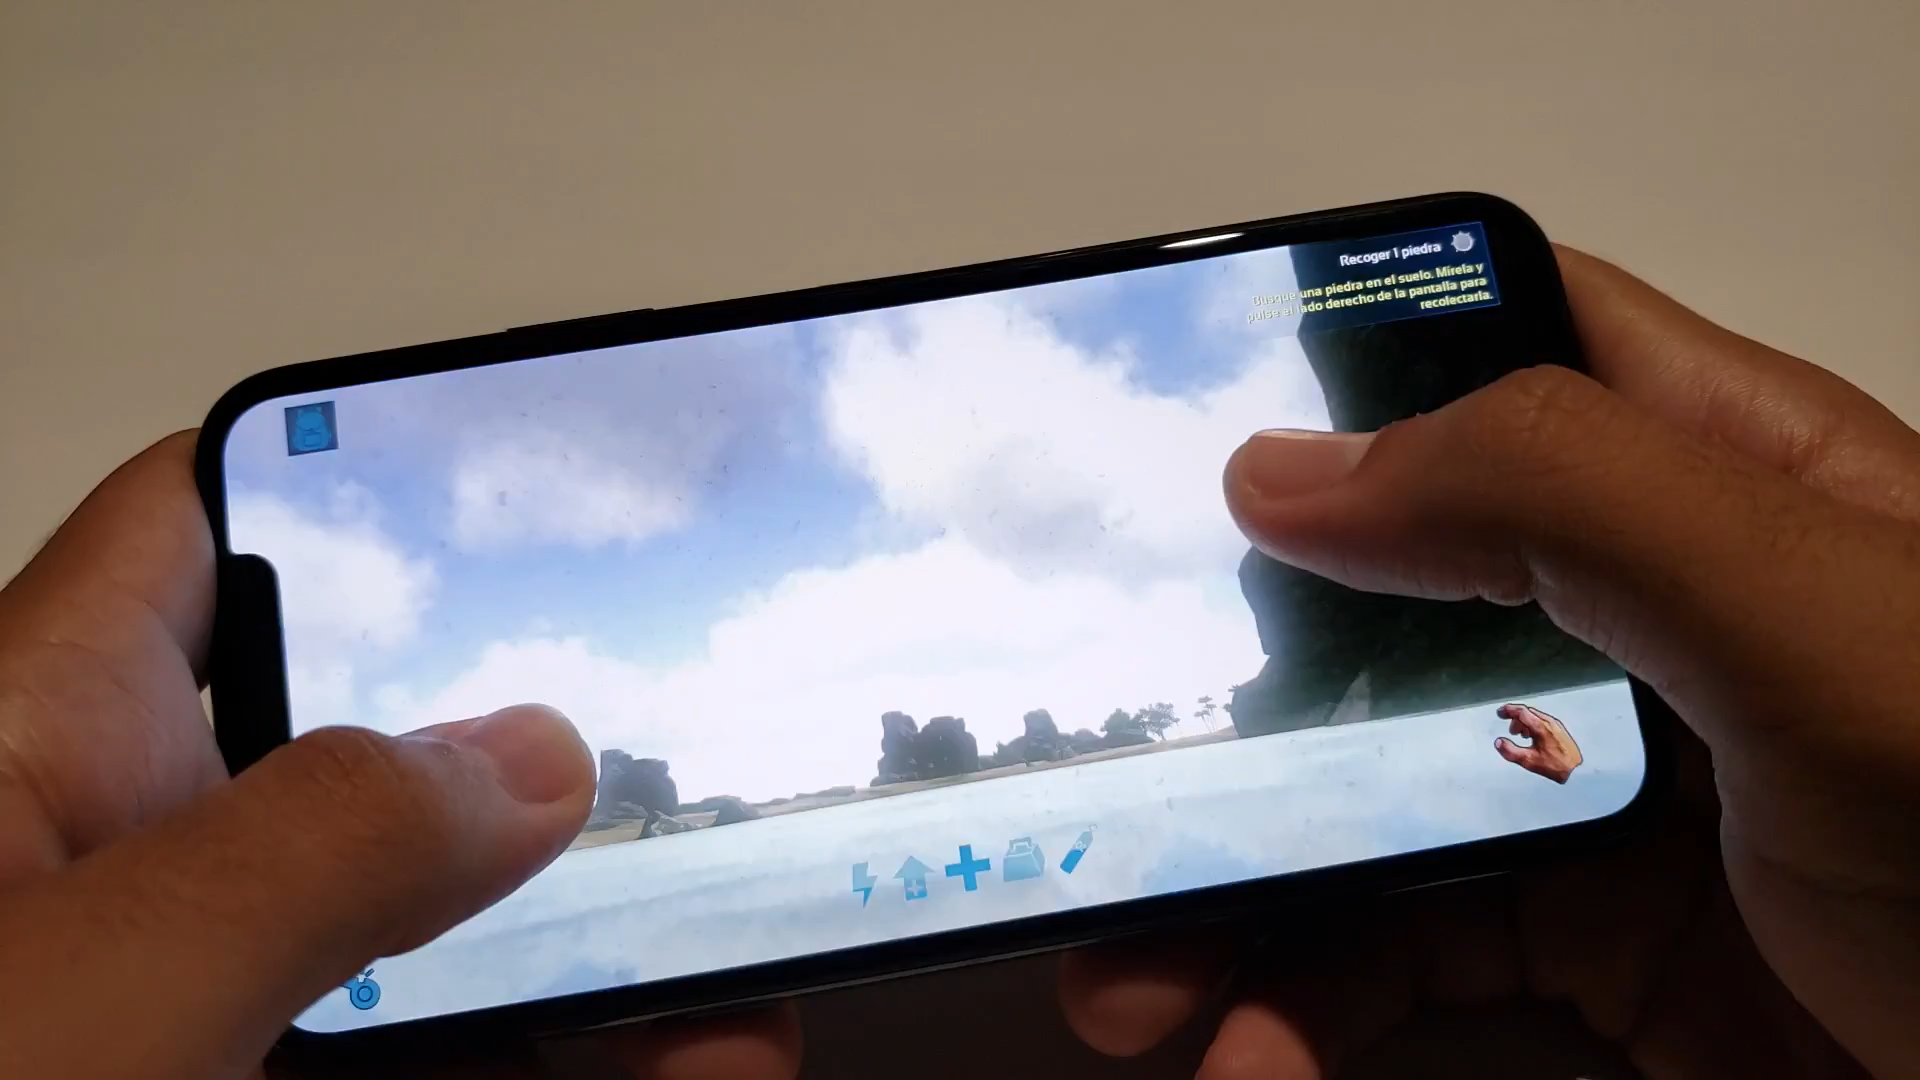 Recoger 1 piedra
Busque una piedra en el suelo. Mírela y
pulse el lado derecho de la pantalla para
recolectarla.